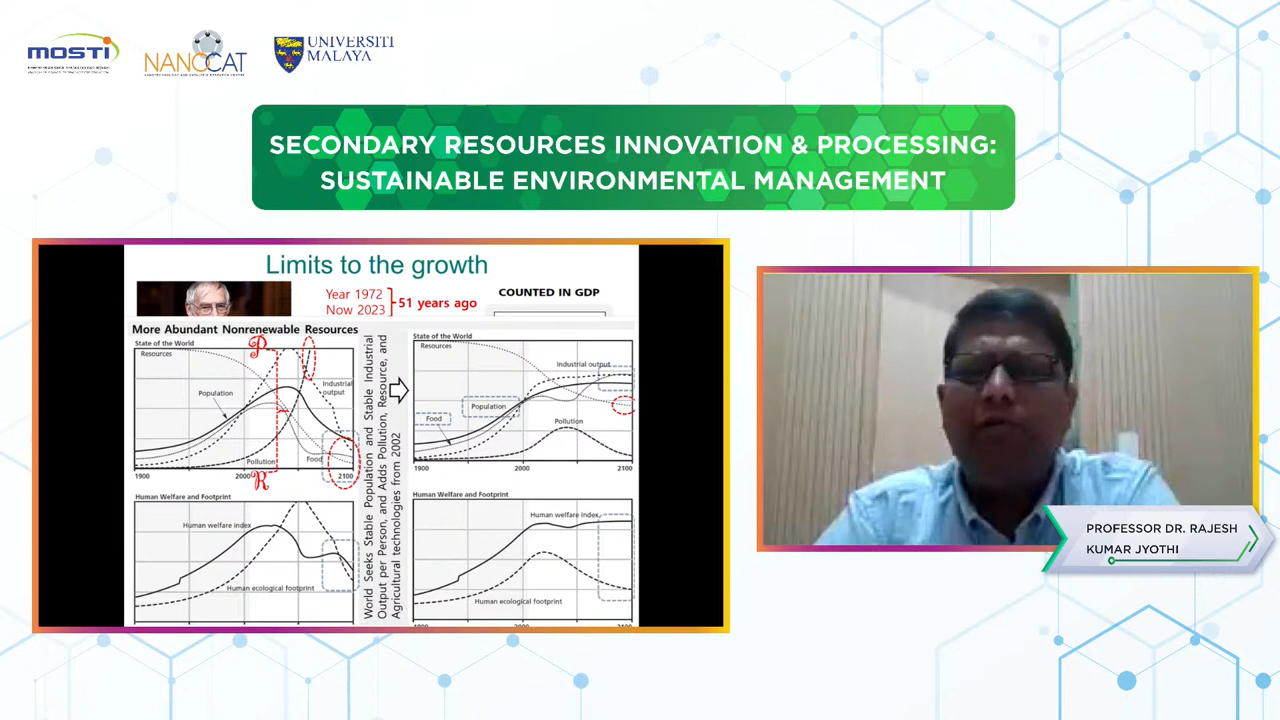 MOSTI
NANOCAT
UNIVERSITI
MALAYA
SECONDARY RESOURCES INNOVATION & PROCESSING:
SUSTAINABLE ENVIRONMENTAL MANAGEMENT
Limits to the growth
Year 1972
Now 2023
51 years ago
COUNTED IN GDP
More Abundant Nonrenewable Resources
State of the World
Resources
P
Population
Industrial
output
Pollution
Food
R
1900
2000
2100
Human Welfare and Footprint
Human welfare index
Human ecological footprint
World Seeks Stable Population and Stable Industrial
Output per Person, and Adds Pollution, Resource, and
Agricultural technologies from 2002
State of the World
Resources
Industrial output
Population
Food
Pollution
1900
2000
2100
Human Welfare and Footprint
Human welfare index
Human ecological footprint
PROFESSOR DR. RAJESH
KUMAR JYOTHI